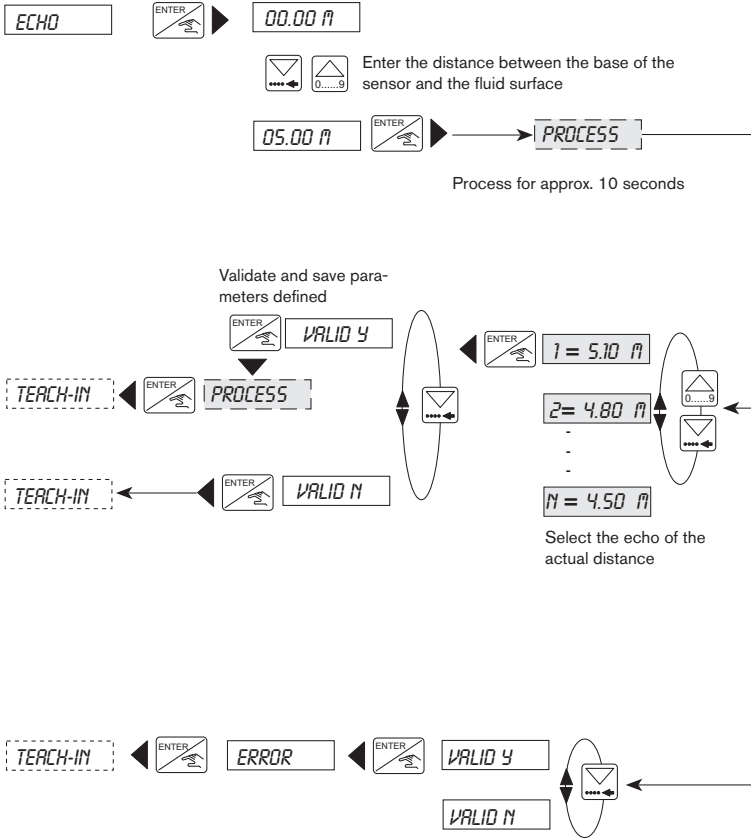 ECHO
ENTER
00.00 M
0......9
Enter the distance between the base of the
sensor and the fluid surface
05.00 M
ENTER
PROCESS
Process for approx. 10 seconds
Validate and save para-
meters defined
ENTER
VALID Y
ENTER
1 = 5.10 M
TEACH-IN
ENTER
PROCESS
2= 4.80 M
0......9
-
-
-
TEACH-IN
ENTER
VALID N
N = 4.50 M
Select the echo of the
actual distance
TEACH-IN
ENTER
ERROR
ENTER
VALID Y
VALID N